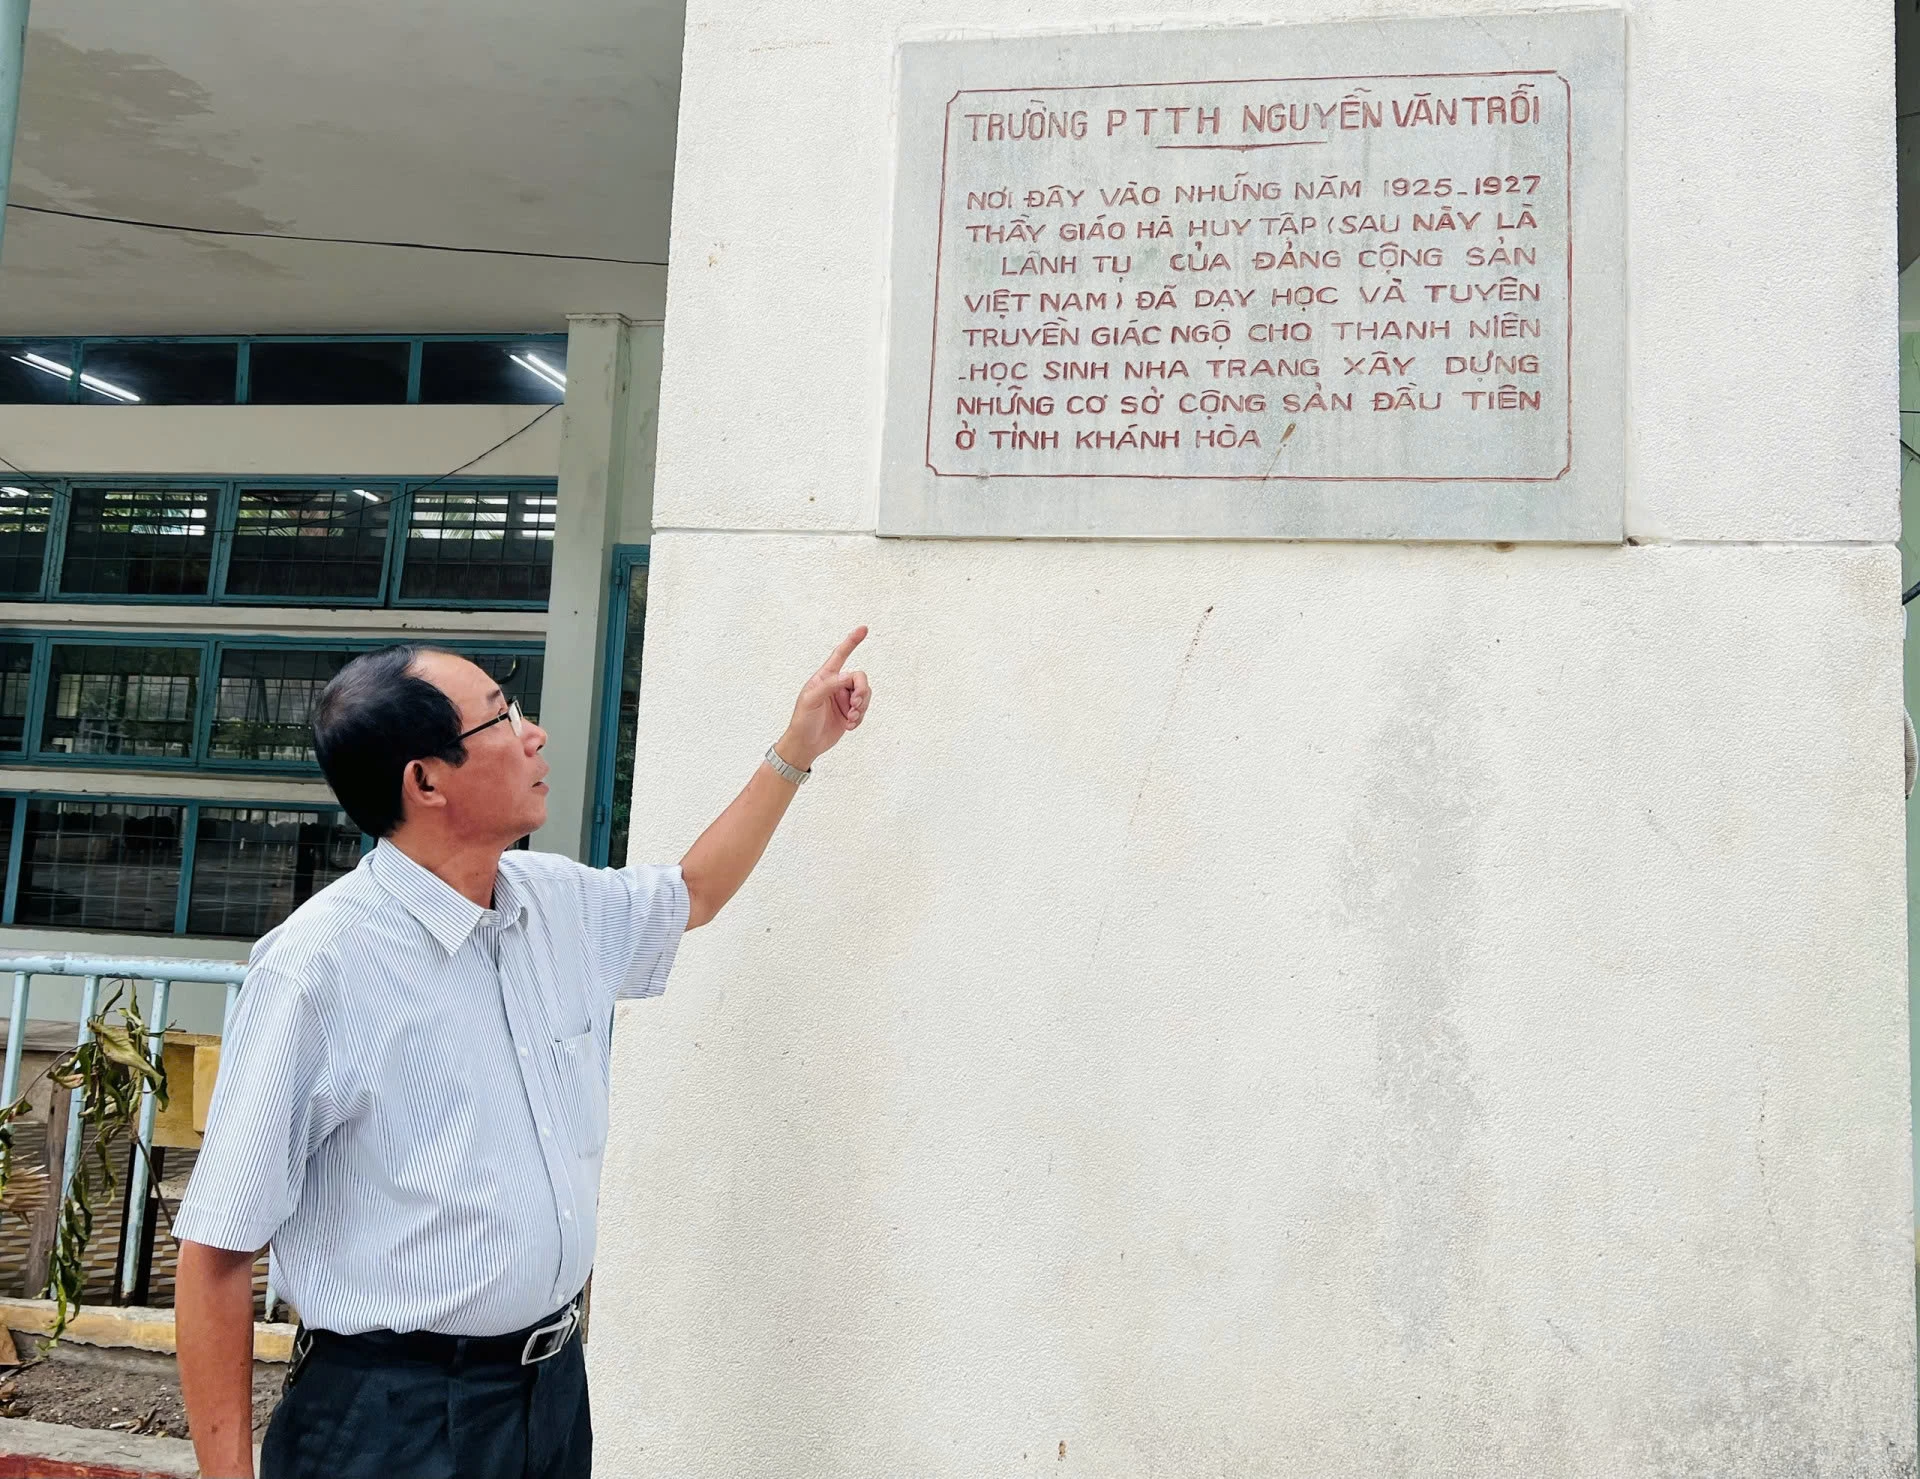 TRƯỜNG PTTH NGUYỄN VĂN TRỖI
NƠI ĐÂY VÀO NHỮNG NĂM 1925-1927
THẦY GIÁO HÀ HUY TẬP (SAU NÀY LÀ
LÃNH TỤ CỦA ĐẢNG CỘNG SẢN
VIỆT NAM) ĐÃ DẠY HỌC VÀ TUYÊN
TRUYỀN GIÁC NGỘ CHO THANH NIÊN
-HỌC SINH NHA TRANG XÂY DỰNG
NHỮNG CƠ SỞ CỘNG SẢN ĐẦU TIÊN
Ở TỈNH KHÁNH HÒA !